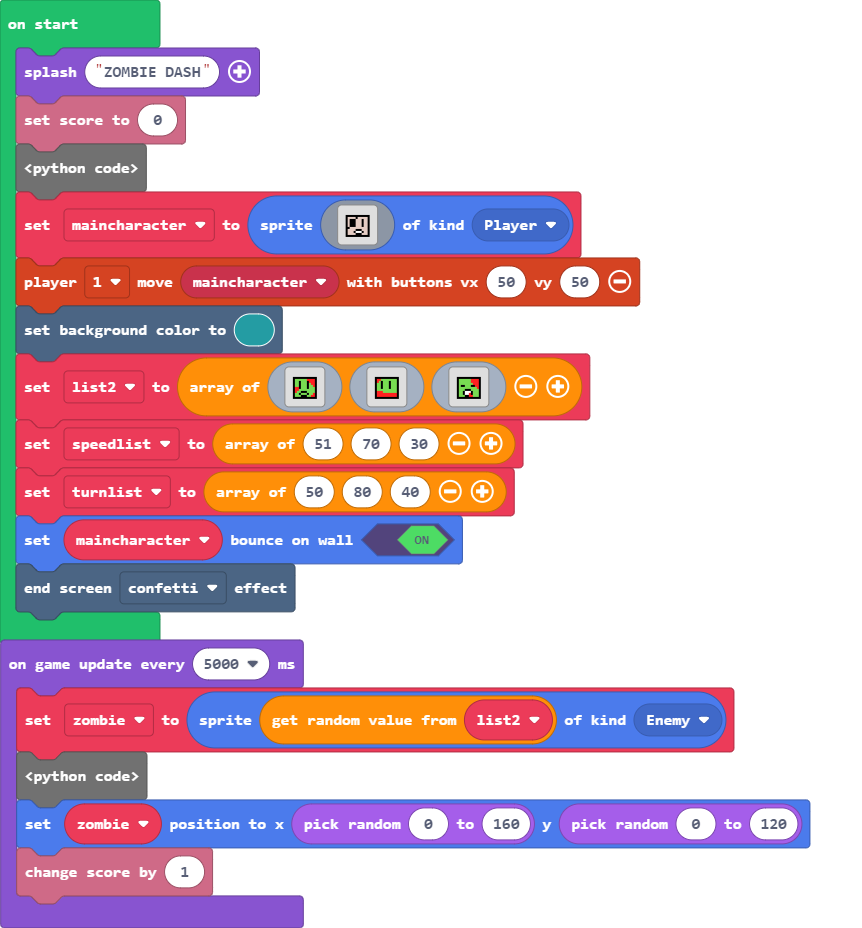 on start
splash "ZOMBIE DASH"
set score to 0
<python code>
set maincharacter to sprite of kind Player
player 1 move maincharacter with buttons vx 50 vy 50
set background color to
set list2 to array of
set speedlist to array of 51 70 30
set turnlist to array of 50 80 40
set maincharacter bounce on wall ON
end screen confetti effect
on game update every 5000 ms
set zombie to sprite get random value from list2 of kind Enemy
<python code>
set zombie position to x pick random 0 to 160 y pick random 0 to 120
change score by 1